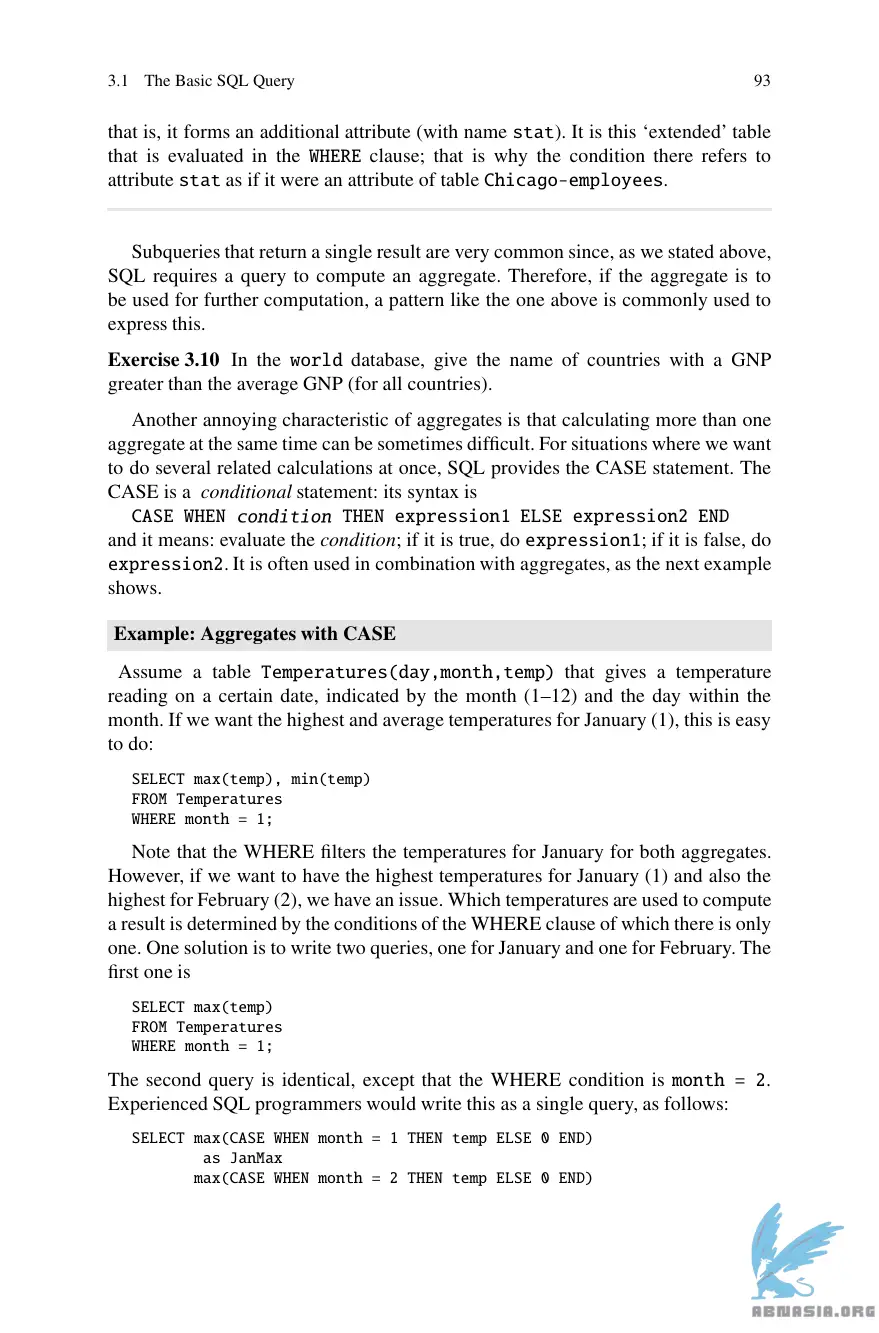 3.1 The Basic SQL Query 93
that is, it forms an additional attribute (with name stat). It is this ‘extended’ table
that is evaluated in the WHERE clause; that is why the condition there refers to
attribute stat as if it were an attribute of table Chicago-employees.
Subqueries that return a single result are very common since, as we stated above,
SQL requires a query to compute an aggregate. Therefore, if the aggregate is to
be used for further computation, a pattern like the one above is commonly used to
express this.
Exercise 3.10 In the world database, give the name of countries with a GNP
greater than the average GNP (for all countries).
Another annoying characteristic of aggregates is that calculating more than one
aggregate at the same time can be sometimes difficult. For situations where we want
to do several related calculations at once, SQL provides the CASE statement. The
CASE is a conditional statement: its syntax is
CASE WHEN condition THEN expression1 ELSE expression2 END
and it means: evaluate the condition; if it is true, do expression1; if it is false, do
expression2. It is often used in combination with aggregates, as the next example
shows.
Example: Aggregates with CASE
Assume a table Temperatures(day,month,temp) that gives a temperature
reading on a certain date, indicated by the month (1–12) and the day within the
month. If we want the highest and average temperatures for January (1), this is easy
to do:
SELECT max(temp), min(temp)
FROM Temperatures
WHERE month = 1;
Note that the WHERE filters the temperatures for January for both aggregates.
However, if we want to have the highest temperatures for January (1) and also the
highest for February (2), we have an issue. Which temperatures are used to compute
a result is determined by the conditions of the WHERE clause of which there is only
one. One solution is to write two queries, one for January and one for February. The
first one is
SELECT max(temp)
FROM Temperatures
WHERE month = 1;
The second query is identical, except that the WHERE condition is month = 2.
Experienced SQL programmers would write this as a single query, as follows:
SELECT max(CASE WHEN month = 1 THEN temp ELSE 0 END)
as JanMax
max(CASE WHEN month = 2 THEN temp ELSE 0 END)
ABNASIA.ORG